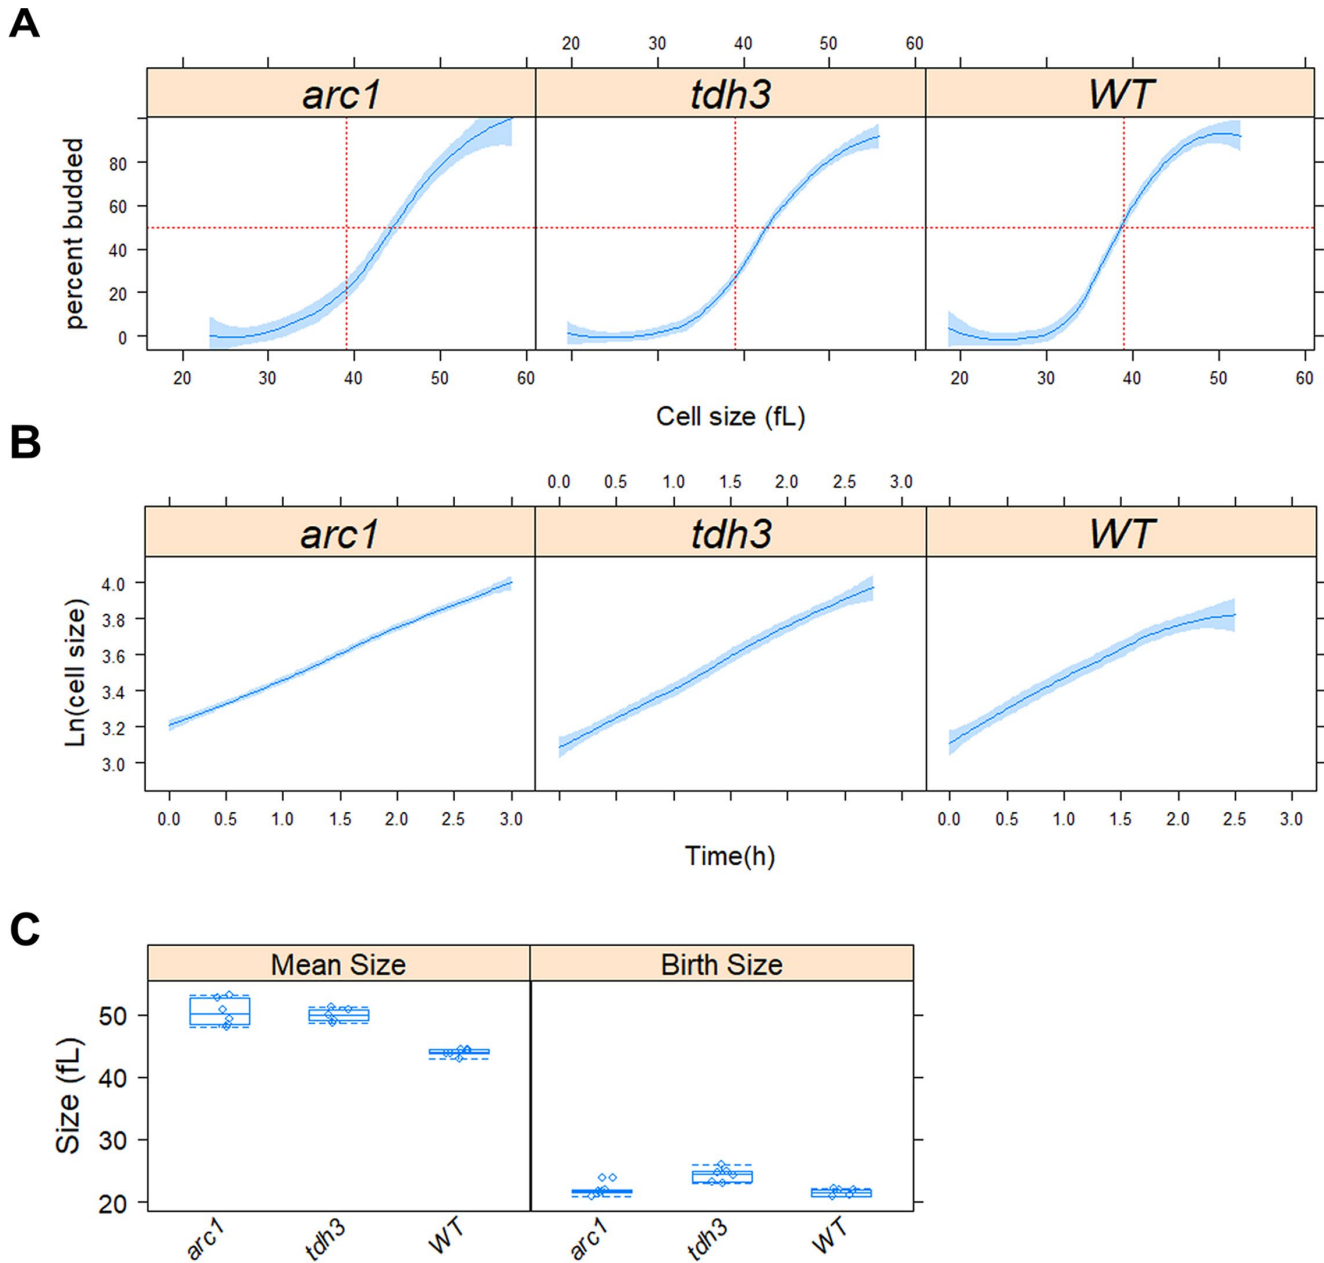 A
20 30 40 50 60
arc1 tdh3 WT
percent budded
80
60
40
20
0
20 30 40 50 60 20 30 40 50 60
Cell size (fL)
B
0.0 0.5 1.0 1.5 2.0 2.5 3.0
arc1 tdh3 WT
Ln(cell size)
4.0
3.8
3.6
3.4
3.2
3.0
0.0 0.5 1.0 1.5 2.0 2.5 3.0 0.0 0.5 1.0 1.5 2.0 2.5 3.0
Time(h)
C
Mean Size Birth Size
Size (fL)
50
40
30
20
arc1 tdh3 WT arc1 tdh3 WT